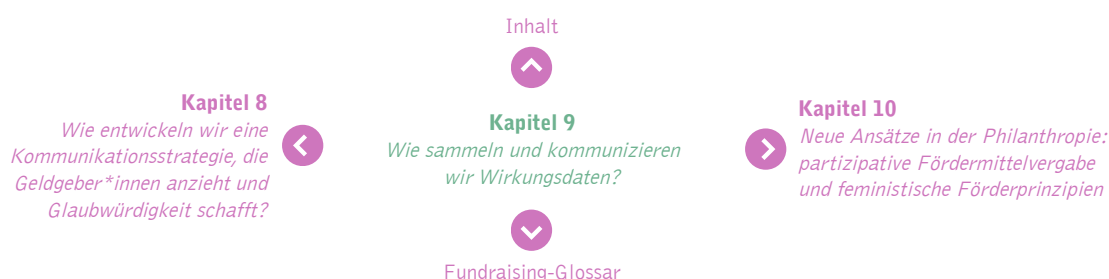 Inhalt
Kapitel 8
Wie entwickeln wir eine
Kommunikationsstrategie, die
Geldgeber*innen anzieht und
Glaubwürdigkeit schafft?
Kapitel 9
Wie sammeln und kommunizieren
wir Wirkungsdaten?
Kapitel 10
Neue Ansätze in der Philanthropie:
partizipative Fördermittelvergabe
und feministische Förderprinzipien
Fundraising-Glossar